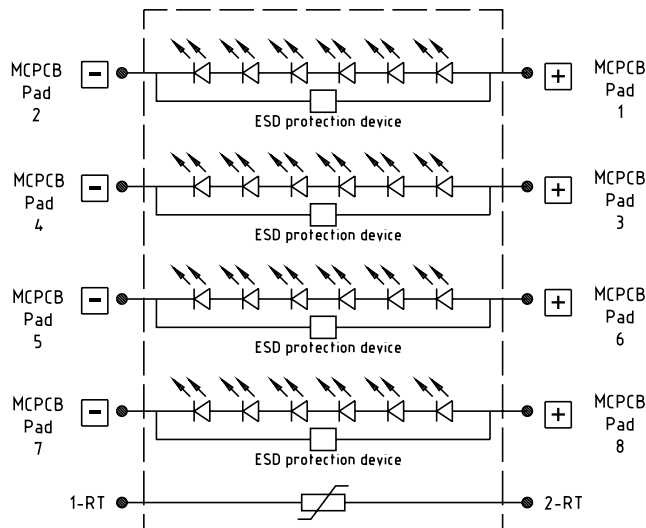 MCPCB
Pad
2
−
+
MCPCB
Pad
1
ESD protection device
MCPCB
Pad
4
−
+
MCPCB
Pad
3
ESD protection device
MCPCB
Pad
5
−
+
MCPCB
Pad
6
ESD protection device
MCPCB
Pad
7
−
+
MCPCB
Pad
8
ESD protection device
1-RT
2-RT